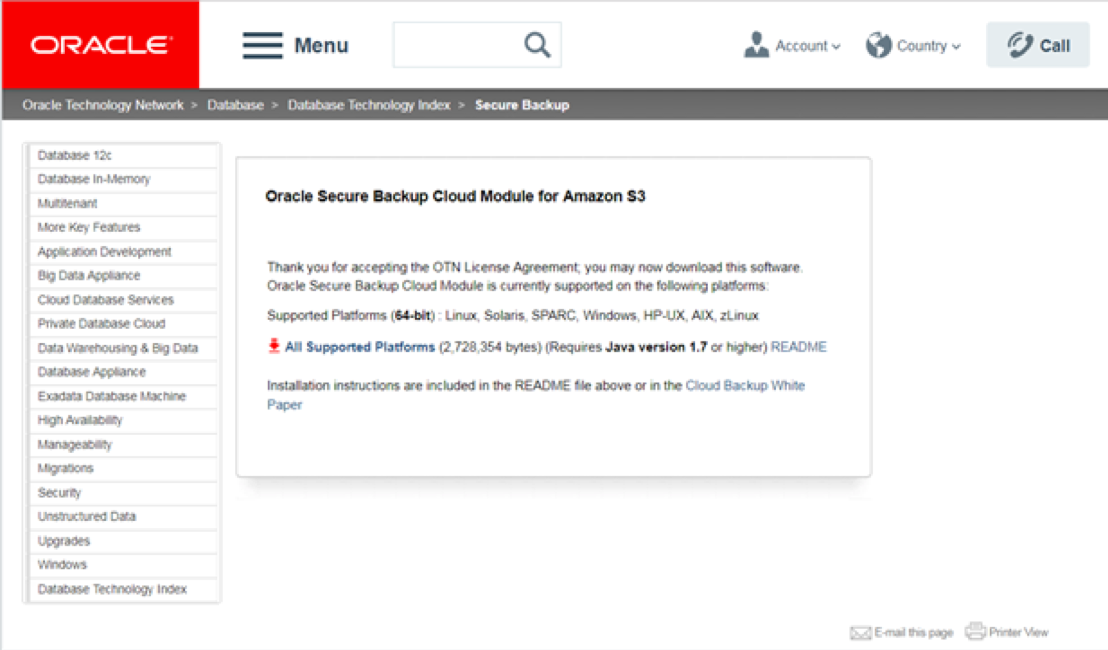 ORACLE
Menu
Account
Country
Call
Oracle Technology Network > Database > Database Technology Index > Secure Backup
Database 12c
Database In-Memory
Multitenant
More Key Features
Application Development
Big Data Appliance
Cloud Database Services
Private Database Cloud
Data Warehousing & Big Data
Database Appliance
Exadata Database Machine
High Availability
Manageability
Migrations
Security
Unstructured Data
Upgrades
Windows
Database Technology Index
Oracle Secure Backup Cloud Module for Amazon S3
Thank you for accepting the OTN License Agreement; you may now download this software.
Oracle Secure Backup Cloud Module is currently supported on the following platforms:
Supported Platforms (64-bit) : Linux, Solaris, SPARC, Windows, HP-UX, AIX, zLinux
All Supported Platforms (2,728,354 bytes) (Requires Java version 1.7 or higher) README
Installation instructions are included in the README file above or in the Cloud Backup White
Paper
E-mail this page
Printer View